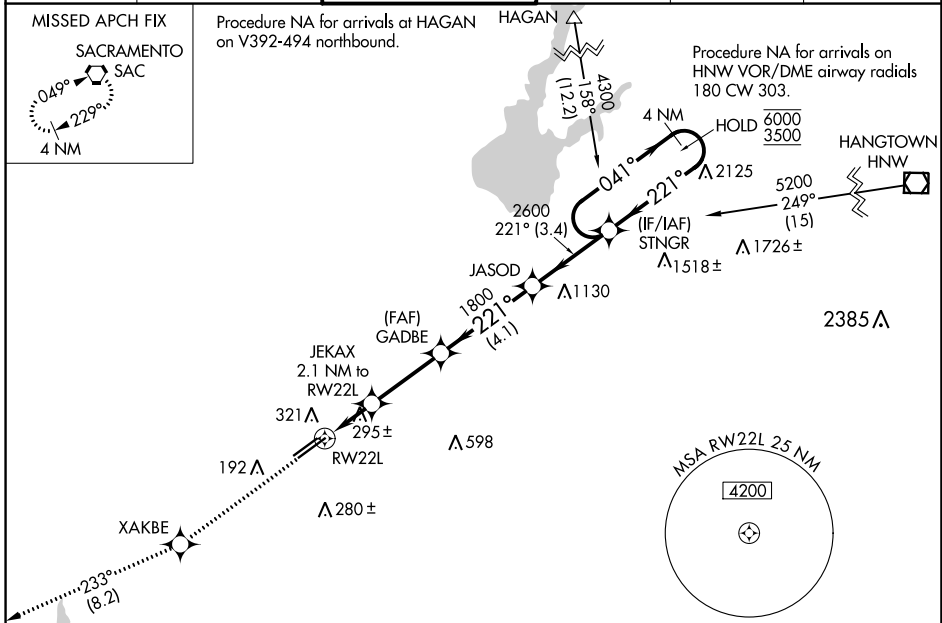 MISSED APCH FIX
SACRAMENTO
SAC
049°
229°
4 NM
Procedure NA for arrivals at HAGAN
on V392-494 northbound.
HAGAN
4300
158°
(12.2)
Procedure NA for arrivals on
HNW VOR/DME airway radials
180 CW 303.
4 NM
HOLD 6000
3500
HANGTOWN
HNW
041°
221°
2125
5200
249°
(15)
2600
221° (3.4)
(IF/IAF)
STNGR
1726 ±
1518 ±
JASOD
1130
1800
221°
(4.1)
2385
(FAF)
GADBE
JEKAX
2.1 NM to
RW22L
321
295 ±
598
RW22L
192
280 ±
MSA RW22L 25 NM
4200
XAKBE
233°
(8.2)